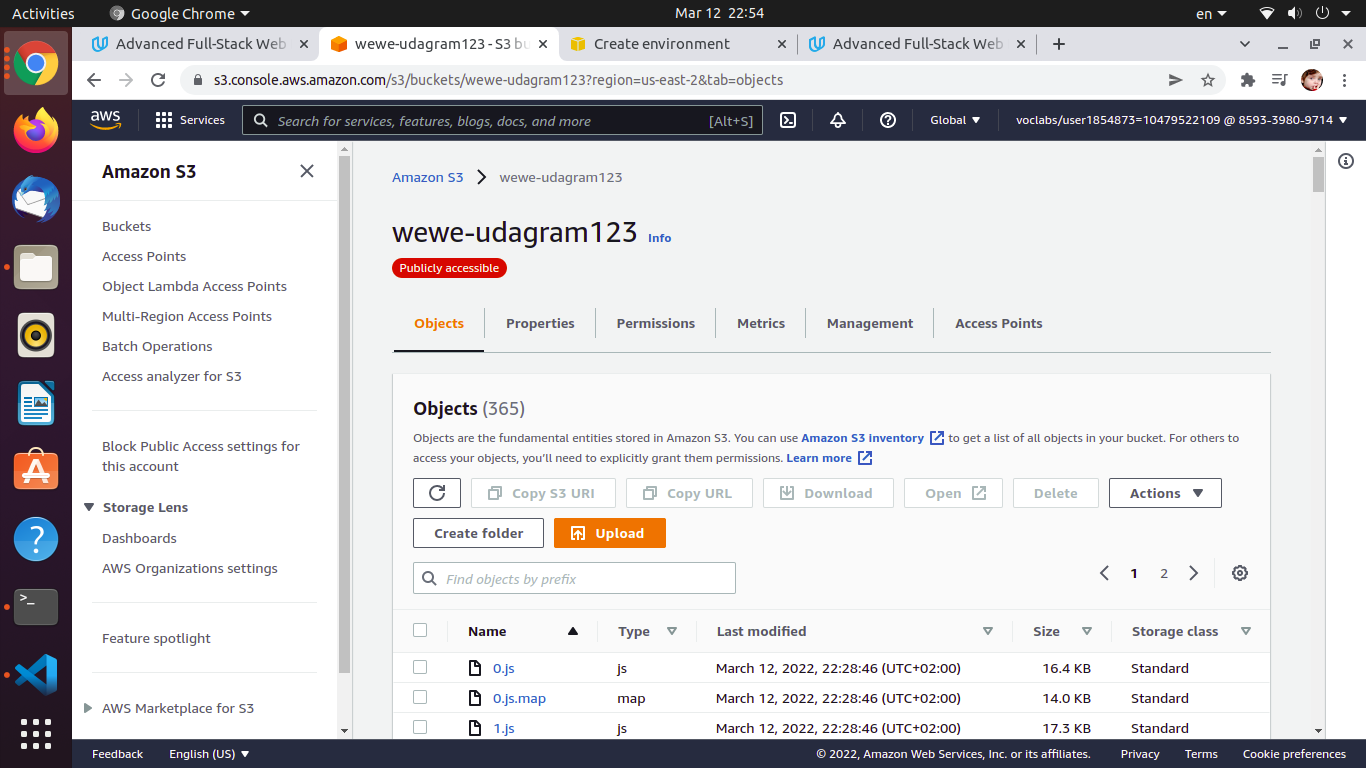 Activities Google Chrome Mar 12 22:54 en
Advanced Full-Stack Web wewe-udagram123 - S3 bu Create environment Advanced Full-Stack Web
s3.console.aws.amazon.com/s3/buckets/wewe-udagram123?region=us-east-2&tab=objects
aws Services Search for services, features, blogs, docs, and more [Alt+S] Global voclabs/user1854873=10479522109 @ 8593-3980-9714
Amazon S3
Buckets
Access Points
Object Lambda Access Points
Multi-Region Access Points
Batch Operations
Access analyzer for S3
Block Public Access settings for
this account
Storage Lens
Dashboards
AWS Organizations settings
Feature spotlight
AWS Marketplace for S3
Amazon S3 wewe-udagram123
wewe-udagram123 Info
Publicly accessible
Objects Properties Permissions Metrics Management Access Points
Objects (365)
Objects are the fundamental entities stored in Amazon S3. You can use Amazon S3 inventory to get a list of all objects in your bucket. For others to
access your objects, you'll need to explicitly grant them permissions. Learn more
Copy S3 URI Copy URL Download Open Delete Actions
Create folder Upload
Find objects by prefix 1 2
Name Type Last modified Size Storage class
0.js js March 12, 2022, 22:28:46 (UTC+02:00) 16.4 KB Standard
0.js.map map March 12, 2022, 22:28:46 (UTC+02:00) 14.0 KB Standard
1.js js March 12, 2022, 22:28:46 (UTC+02:00) 17.3 KB Standard
Feedback English (US) © 2022, Amazon Web Services, Inc. or its affiliates. Privacy Terms Cookie preferences